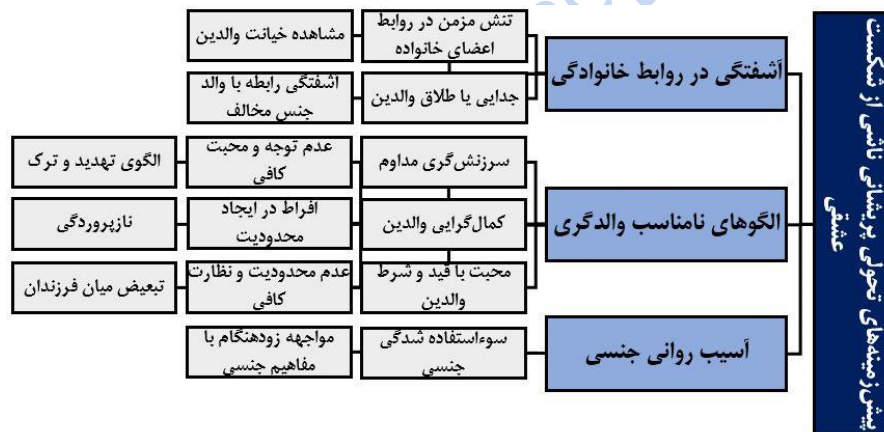 پیش‌زمینه‌های تحولی پریشانی ناشی از شکست
عشقی
آشفتگی در روابط خانوادگی
تنش مزمن در روابط
اعضای خانواده
مشاهده خیانت والدین
جدایی یا طلاق والدین
آشفتگی رابطه با والد
جنس مخالف
الگوهای نامناسب والدگری
سرزنش‌گری مداوم
عدم توجه و محبت
کافی
الگوی تهدید و ترک
کمال‌گرایی والدین
افراط در ایجاد
محدودیت
نازپروردگی
محبت با قید و شرط
والدین
عدم محدودیت و نظارت
کافی
تبعیض میان فرزندان
آسیب روانی جنسی
سوءاستفاده شدگی
جنسی
مواجهه زودهنگام با
مفاهیم جنسی